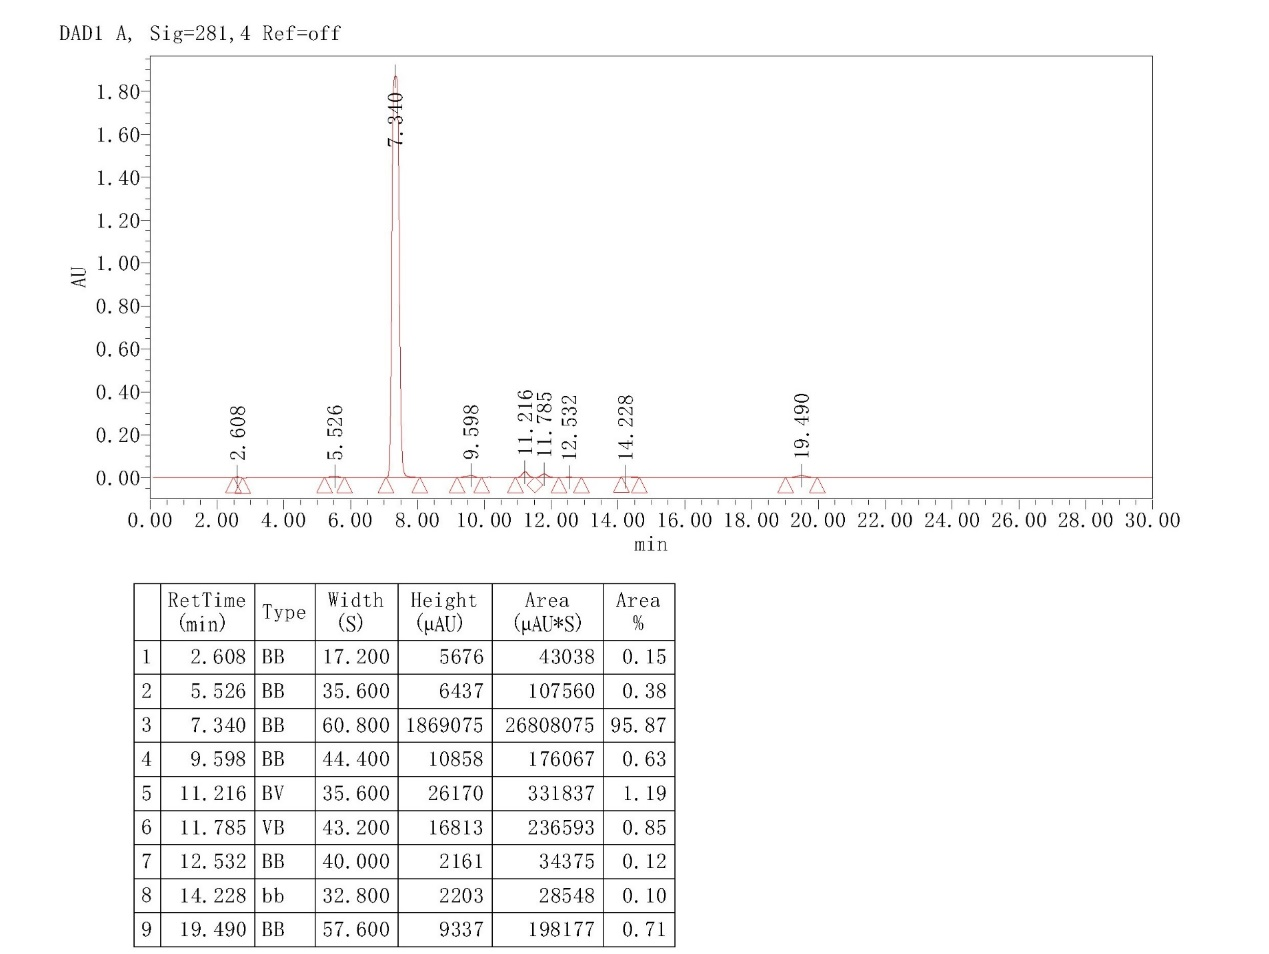 DAD1 A, Sig=281,4 Ref=off
1.80
1.60
1.40
1.20
1.00
0.80
0.60
0.40
0.20
0.00
AU
7.340
2.608
5.526
9.598
11.216
11.785
12.532
14.228
19.490
0.00 2.00 4.00 6.00 8.00 10.00 12.00 14.00 16.00 18.00 20.00 22.00 24.00 26.00 28.00 30.00
min
RetTime (min) Type Width (S) Height (μAU) Area (μAU*S) Area %
1 2.608 BB 17.200 5676 43038 0.15
2 5.526 BB 35.600 6437 107560 0.38
3 7.340 BB 60.800 1869075 26808075 95.87
4 9.598 BB 44.400 10858 176067 0.63
5 11.216 BV 35.600 26170 331837 1.19
6 11.785 VB 43.200 16813 236593 0.85
7 12.532 BB 40.000 2161 34375 0.12
8 14.228 bb 32.800 2203 28548 0.10
9 19.490 BB 57.600 9337 198177 0.71